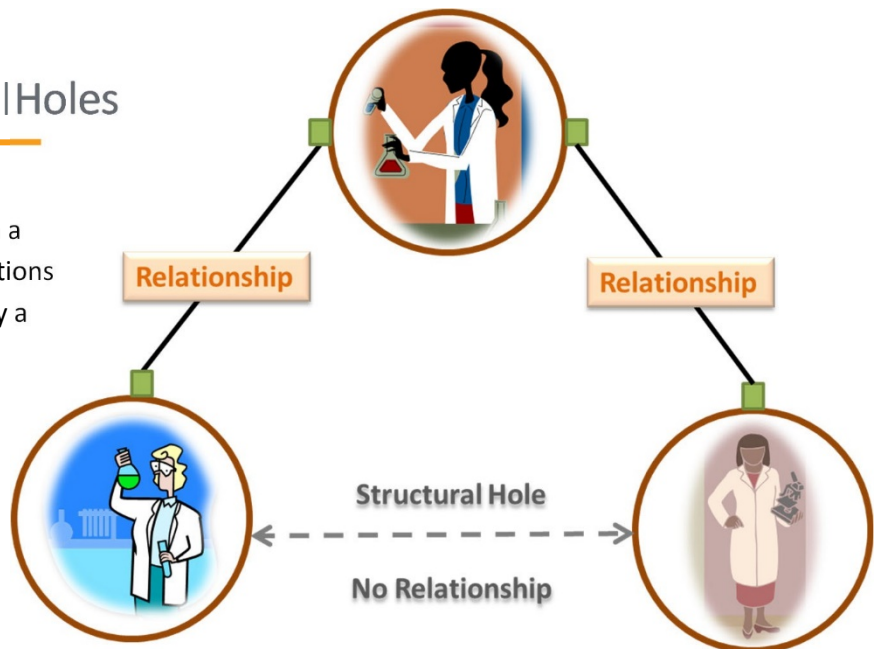 Holes
a
tions
y a
Relationship
Relationship
Structural Hole
No Relationship